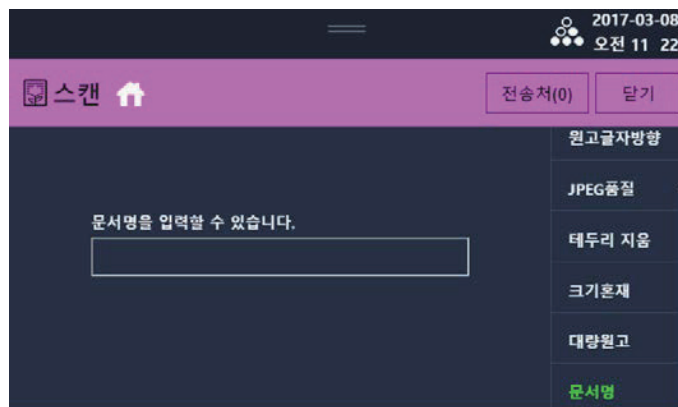 2017-03-08
오전 11 22
스캔
전송처(0)
닫기
원고글자방향
JPEG품질
문서명을 입력할 수 있습니다.
테두리 지움
크기혼재
대량원고
문서명